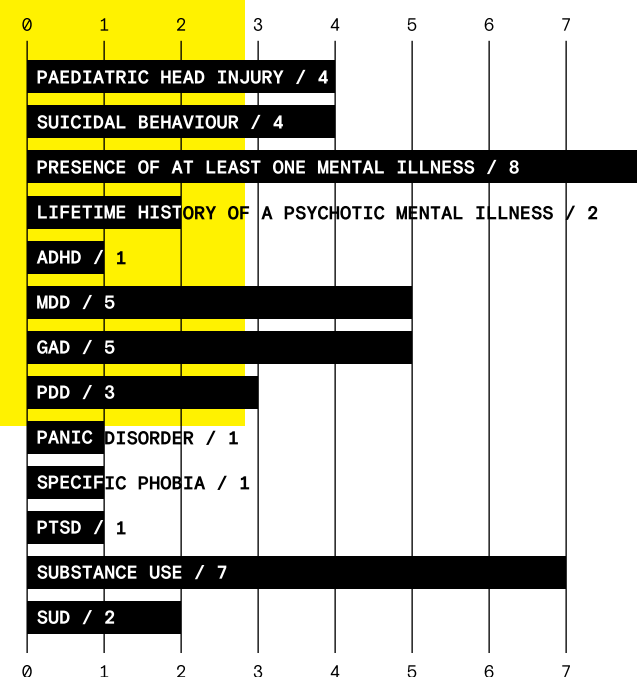 0 1 2 3 4 5 6 7
PAEDIATRIC HEAD INJURY / 4
SUICIDAL BEHAVIOUR / 4
PRESENCE OF AT LEAST ONE MENTAL ILLNESS / 8
LIFETIME HISTORY OF A PSYCHOTIC MENTAL ILLNESS / 2
ADHD / 1
MDD / 5
GAD / 5
PDD / 3
PANIC DISORDER / 1
SPECIFIC PHOBIA / 1
PTSD / 1
SUBSTANCE USE / 7
SUD / 2
0 1 2 3 4 5 6 7